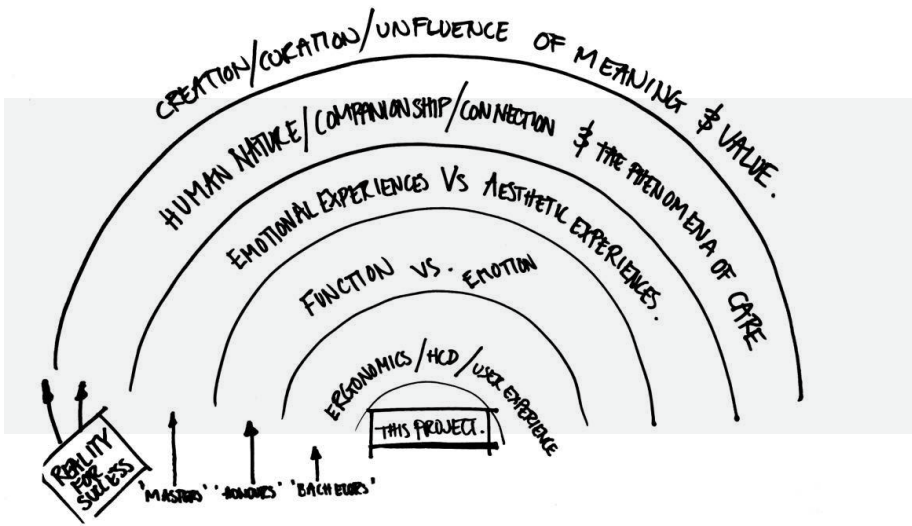 CREATION/CURATION/UNFLUENCE OF MEANING & VALUE.
HUMAN NATURE/COMPANIONSHIP/CONNECTION & THE PHENOMENA OF CARE
EMOTIONAL EXPERIENCES VS AESTHETIC EXPERIENCES.
FUNCTION VS. EMOTION
ERGONOMICS/HCD/USER EXPERIENCE
THIS PROJECT.
REALITY
FOR
SUCCESS
"MASTERS" "HONOURS" "BACHELORS"